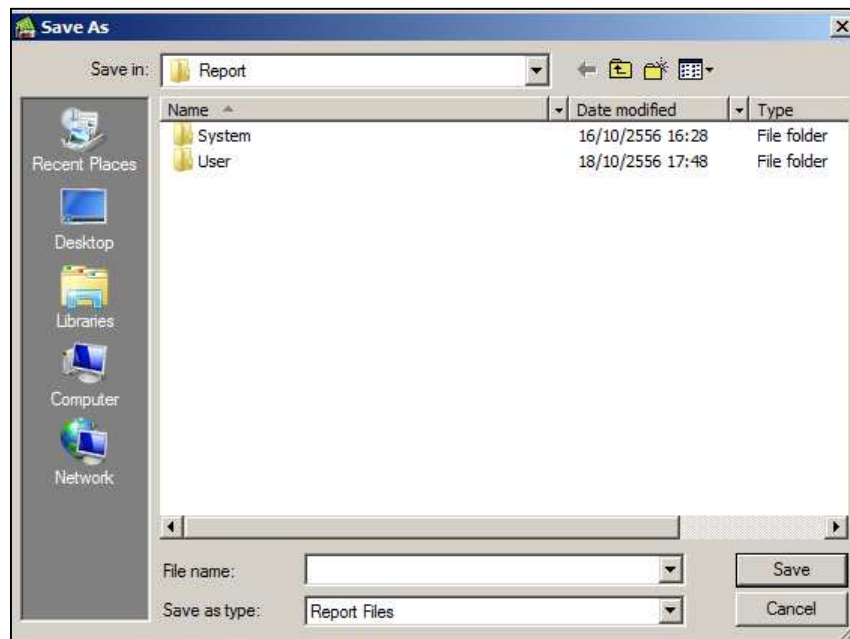 Save As
Save in: Report
Name Date modified Type
System 16/10/2556 16:28 File folder
User 18/10/2556 17:48 File folder
Recent Places
Desktop
Libraries
Computer
Network
File name: Save
Save as type: Report Files Cancel